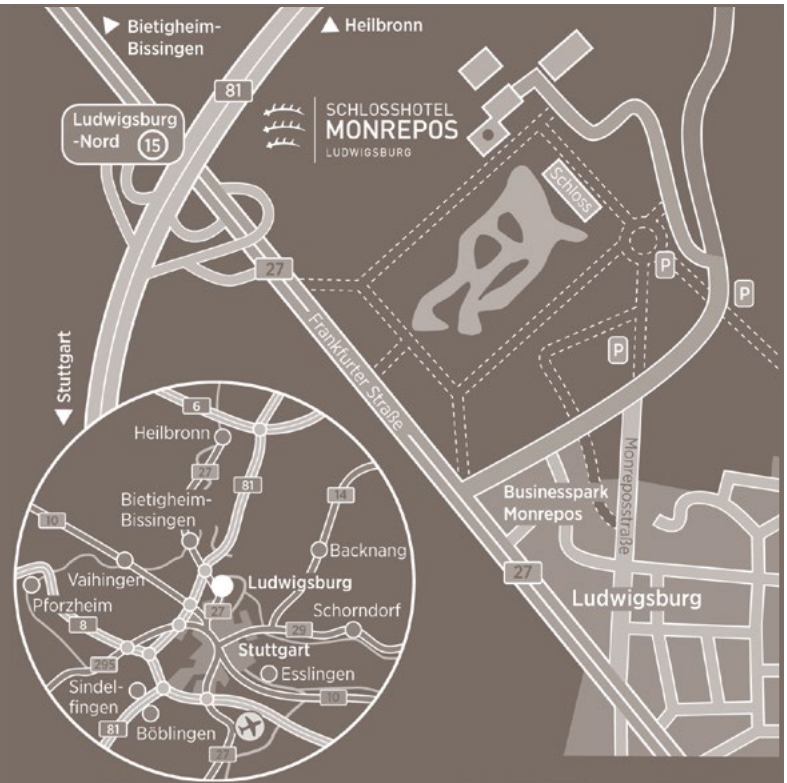 Bietigheim-
Bissingen
Heilbronn
81
Ludwigsburg
-Nord 15
SCHLOSSHOTEL
MONREPOS
LUDWIGSBURG
Schloss
27
P
P
P
Frankfurter Straße
Stuttgart
Monreposstraße
Businesspark
Monrepos
27
Ludwigsburg
6
Heilbronn
27
81
14
Bietigheim-
Bissingen
10
Backnang
Vaihingen
Ludwigsburg
Pforzheim
27
Schorndorf
8
29
Stuttgart
295
Esslingen
Sindel-
fingen
10
81
Böblingen
27